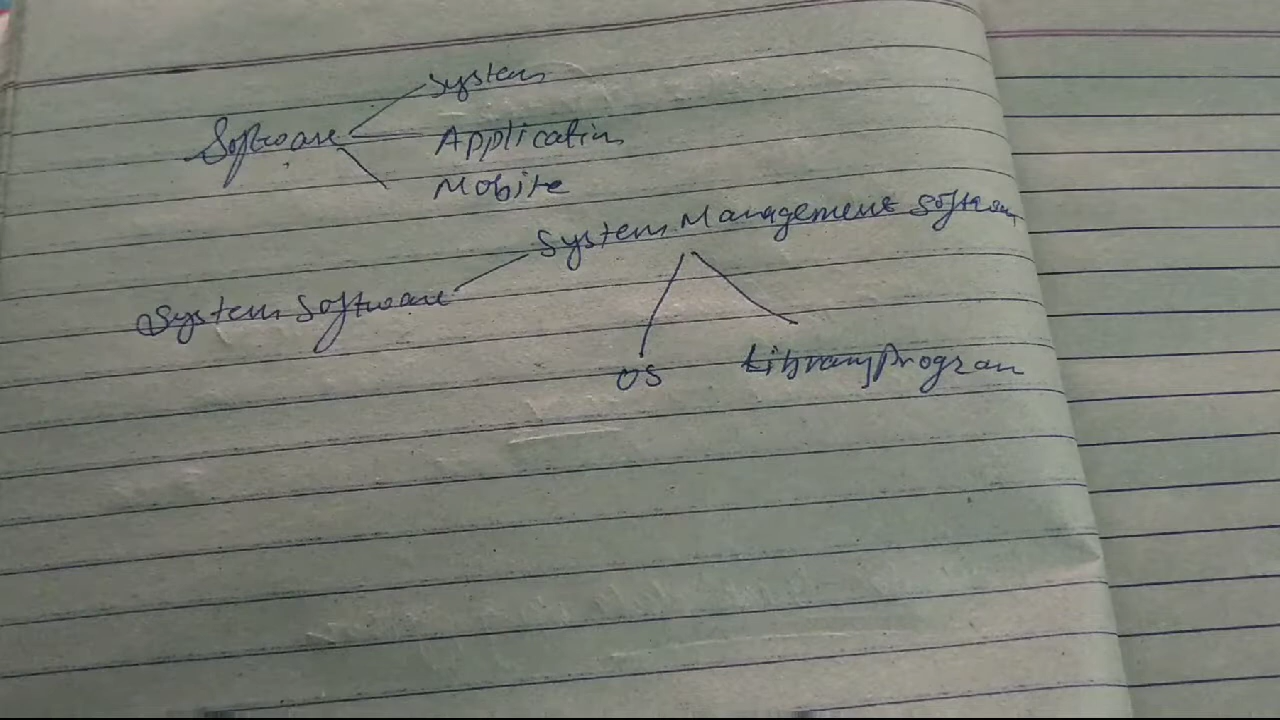 System
Software
Application
Mobile
System Management Software
System Software
OS
Library Program